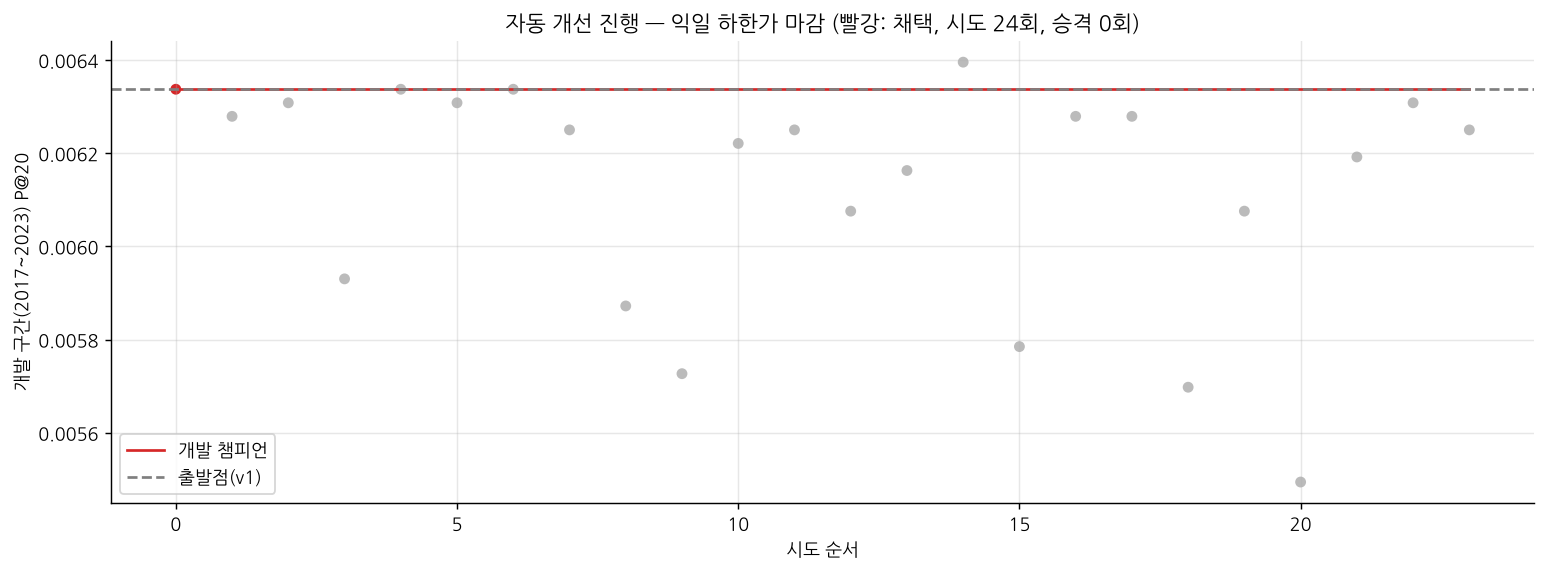 자동 개선 진행 — 익일 하한가 마감 (빨강: 채택, 시도 24회, 승격 0회)
개발 구간(2017~2023) P@20
0.0064
0.0062
0.0060
0.0058
0.0056
개발 챔피언
출발점(v1)
0 5 10 15 20
시도 순서